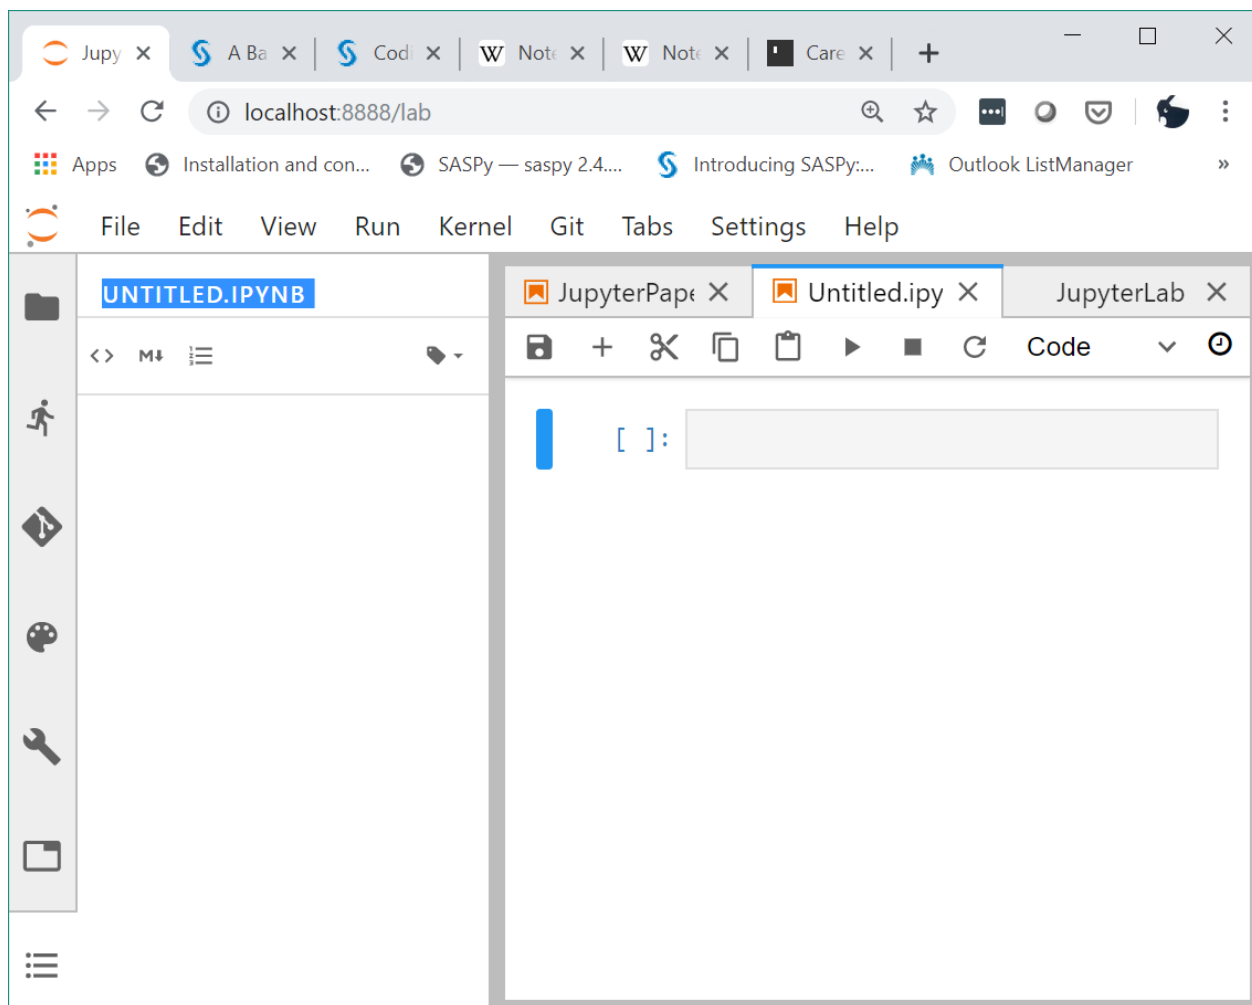 Jupy A Ba Codi Note Note Care
localhost:8888/lab
Apps Installation and con... SASPy — saspy 2.4.... Introducing SASPy:... Outlook ListManager »
File Edit View Run Kernel Git Tabs Settings Help
UNTITLED.IPYNB
JupyterPape Untitled.ipy JupyterLab
M Code
[ ]: